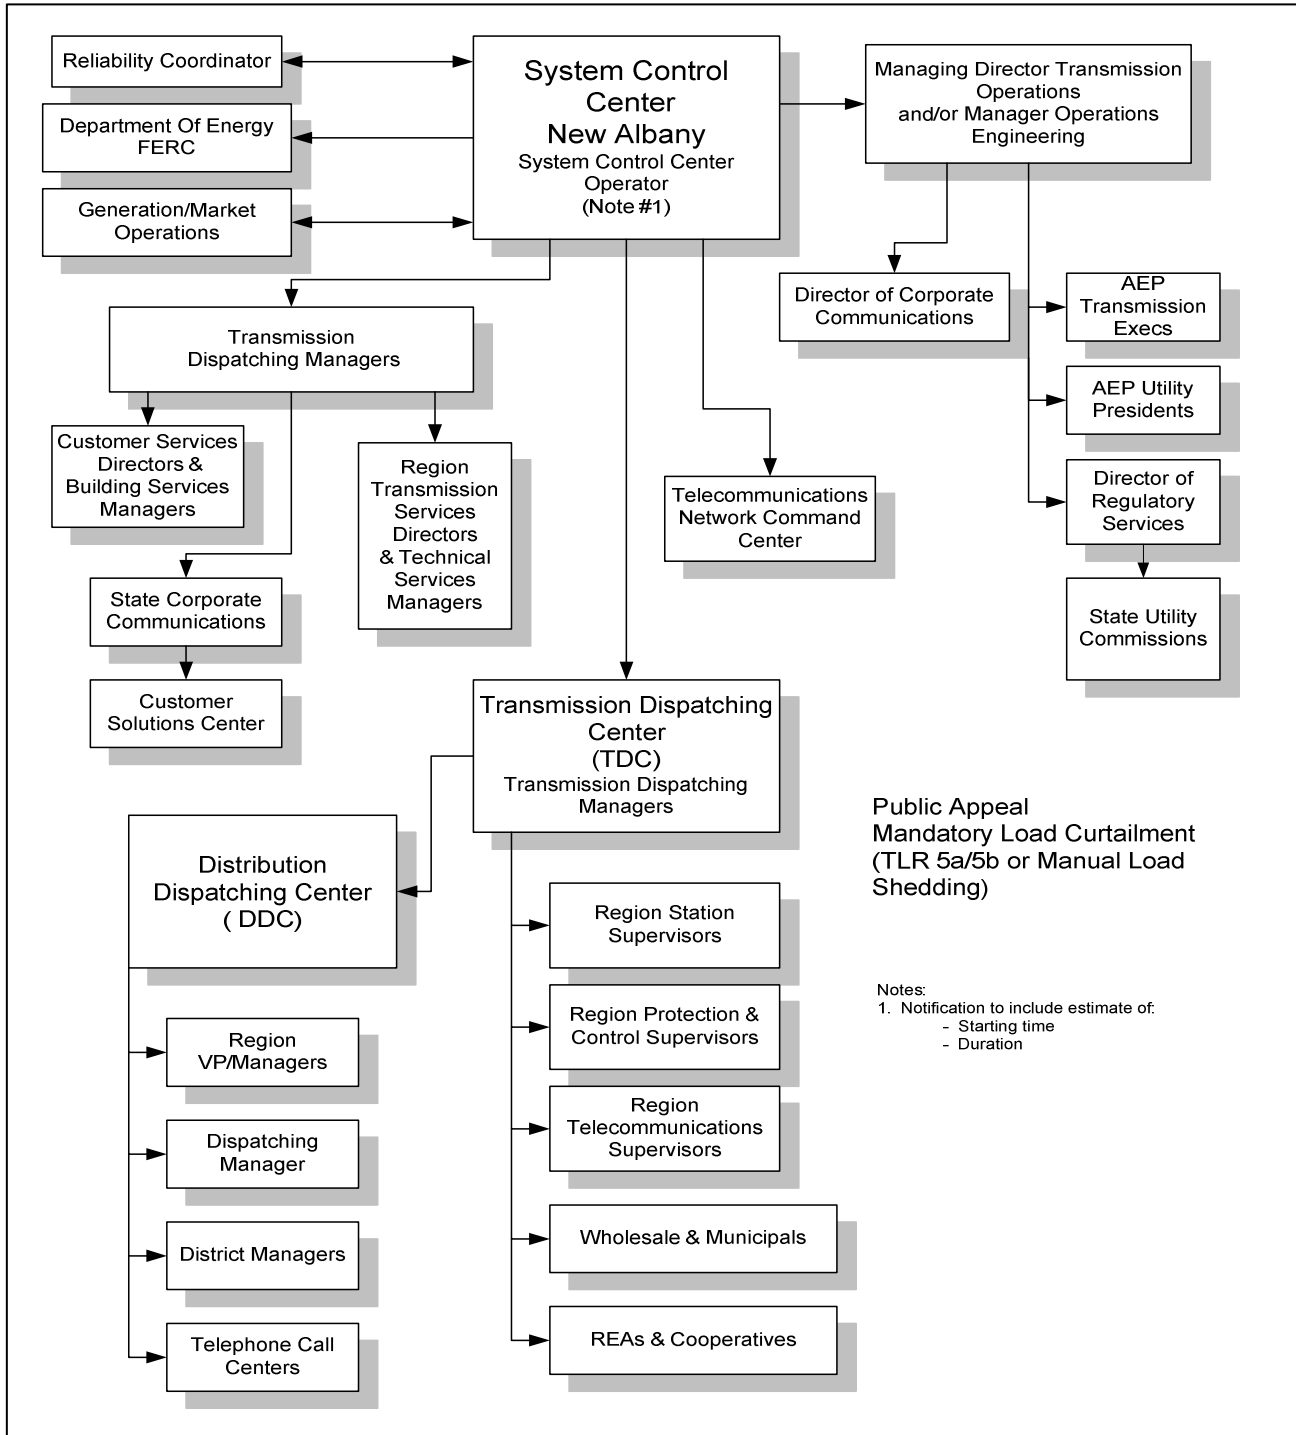 Reliability Coordinator
Department Of Energy
FERC
Generation/Market
Operations
System Control
Center
New Albany
System Control Center
Operator
(Note #1)
Managing Director Transmission
Operations
and/or Manager Operations
Engineering
Director of Corporate
Communications
AEP
Transmission
Execs
AEP Utility
Presidents
Director of
Regulatory
Services
State Utility
Commissions
Transmission
Dispatching Managers
Customer Services
Directors &
Building Services
Managers
Region
Transmission
Services
Directors
& Technical
Services
Managers
Telecommunications
Network Command
Center
State Corporate
Communications
Customer
Solutions Center
Transmission Dispatching
Center
(TDC)
Transmission Dispatching
Managers
Distribution
Dispatching Center
( DDC)
Region
VP/Managers
Dispatching
Manager
District Managers
Telephone Call
Centers
Region Station
Supervisors
Region Protection &
Control Supervisors
Region
Telecommunications
Supervisors
Wholesale & Municipals
REAs & Cooperatives
Public Appeal
Mandatory Load Curtailment
(TLR 5a/5b or Manual Load
Shedding)
Notes:
1. Notification to include estimate of:
- Starting time
- Duration